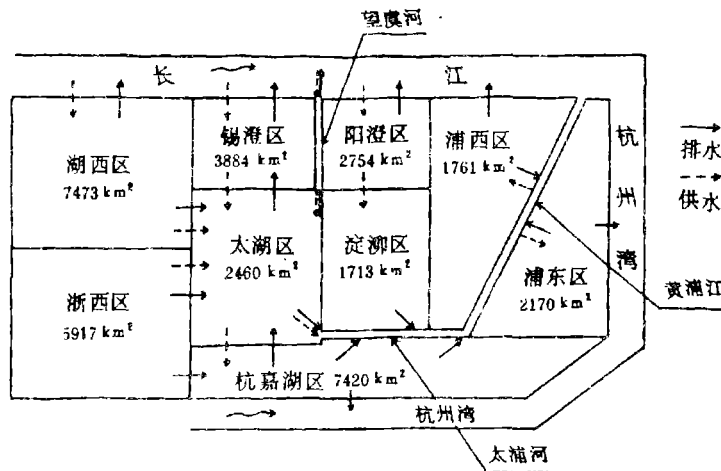 望虞河
长
江
湖西区
7473 km²
锡澄区
3884 km²
阳澄区
2754 km²
浦西区
1761 km²
杭
州
湾
排水
供水
太湖区
2460 km²
淀泖区
1713 km²
浙西区
5917 km²
浦东区
2170 km²
黄浦江
杭嘉湖区 7420 km²
杭州湾
太浦河